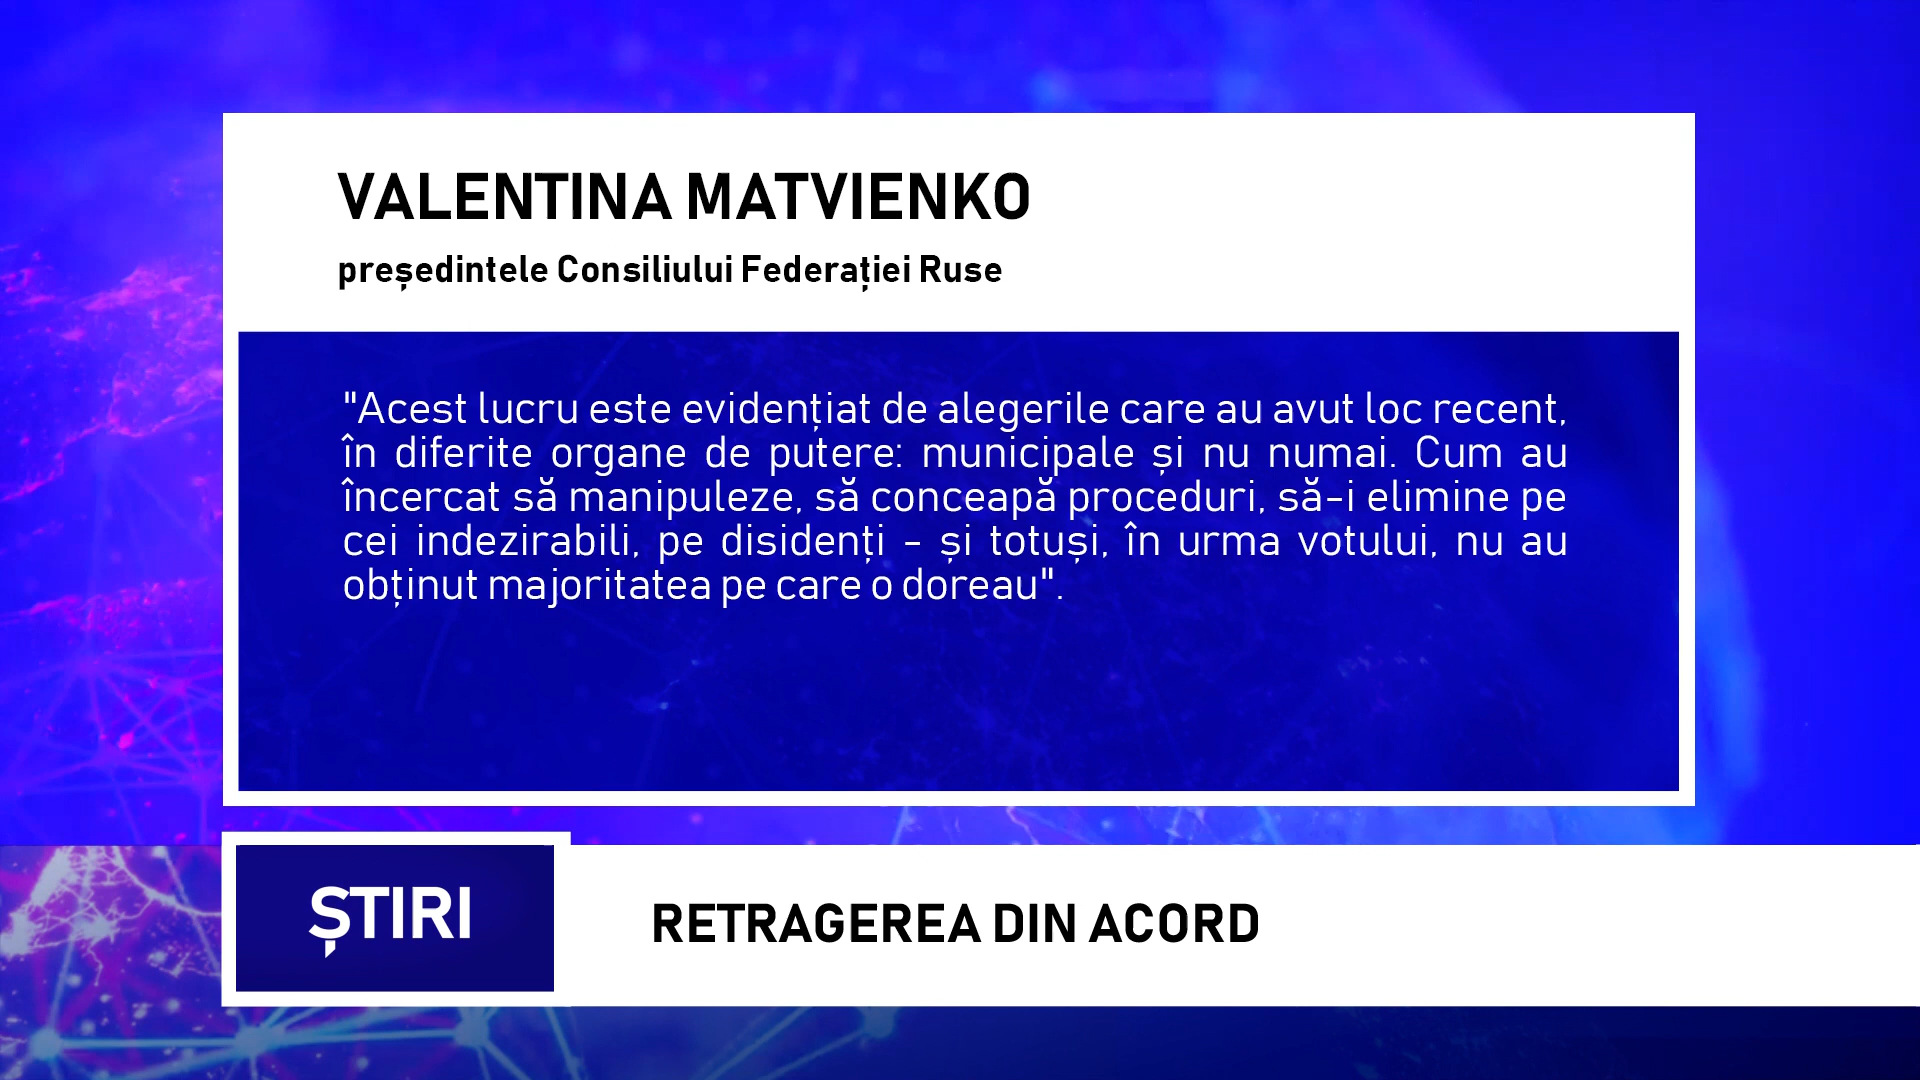 VALENTINA MATVIENKO
președintele Consiliului Federației Ruse
"Acest lucru este evidențiat de alegerile care au avut loc recent,
în diferite organe de putere: municipale și nu numai. Cum au
încercat să manipuleze, să conceapă proceduri, să-i elimine pe
cei indezirabili, pe disidenți - și totuși, în urma votului, nu au
obținut majoritatea pe care o doreau".
ȘTIRI
RETRAGEREA DIN ACORD